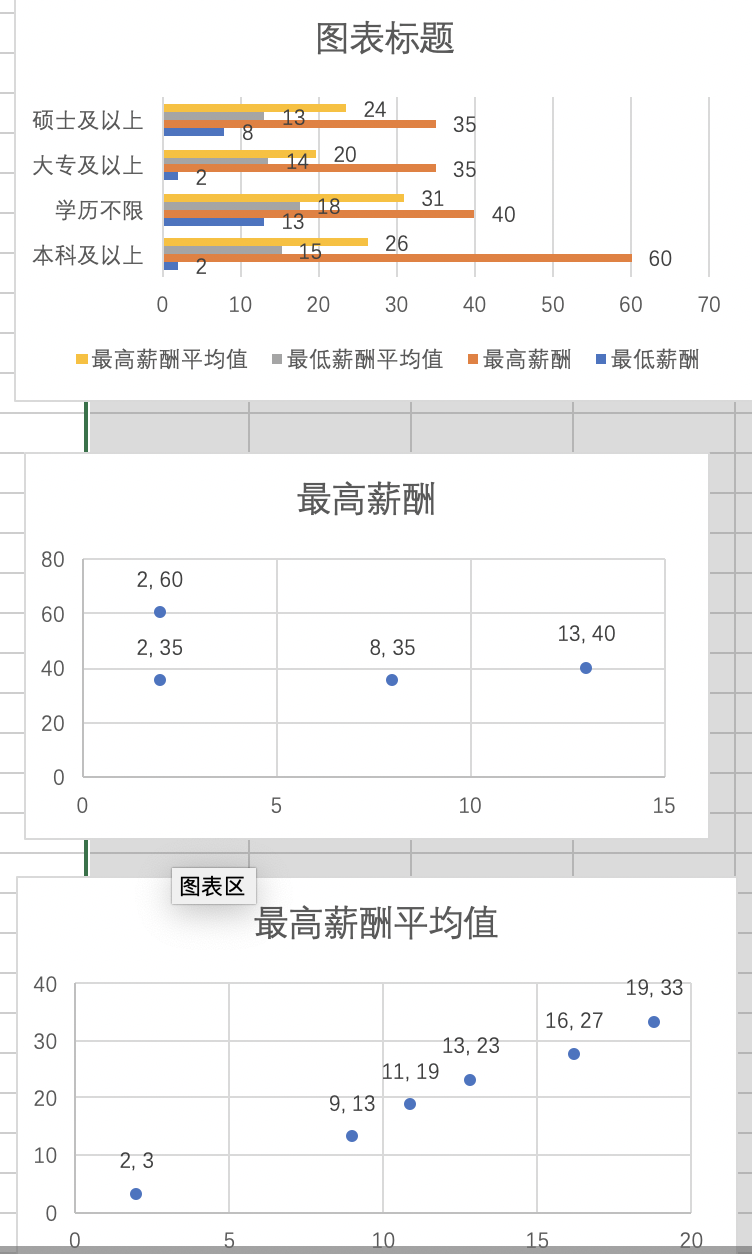 图表标题
硕士及以上
24
13
35
8
大专及以上
20
14
35
2
学历不限
31
18
40
13
本科及以上
26
15
60
2
0 10 20 30 40 50 60 70
最高薪酬平均值 最低薪酬平均值 最高薪酬 最低薪酬
最高薪酬
80
2, 60
60
13, 40
2, 35 8, 35
40
20
0
0 5 10 15
图表区
最高薪酬平均值
40
19, 33
16, 27
30
13, 23
11, 19
20
9, 13
10
2, 3
0
0 5 10 15 20